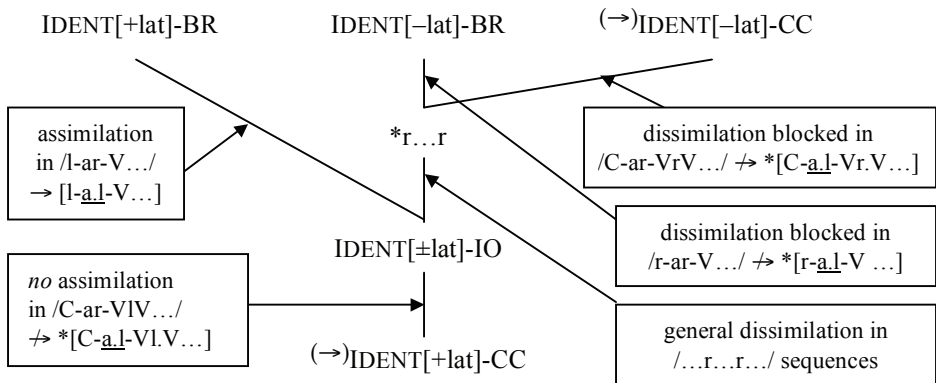 IDENT[+lat]-BR IDENT[–lat]-BR (→)IDENT[–lat]-CC
assimilation
in /l-ar-V…/
→ [l-a.l-V…]
*r…r
dissimilation blocked in
/C-ar-VrV…/ ↛ *[C-a.l-Vr.V…]
IDENT[±lat]-IO
dissimilation blocked in
/r-ar-V…/ ↛ *[r-a.l-V …]
no assimilation
in /C-ar-VlV…/
↛ *[C-a.l-Vl.V…]
(→)IDENT[+lat]-CC
general dissimilation in
/…r…r…/ sequences